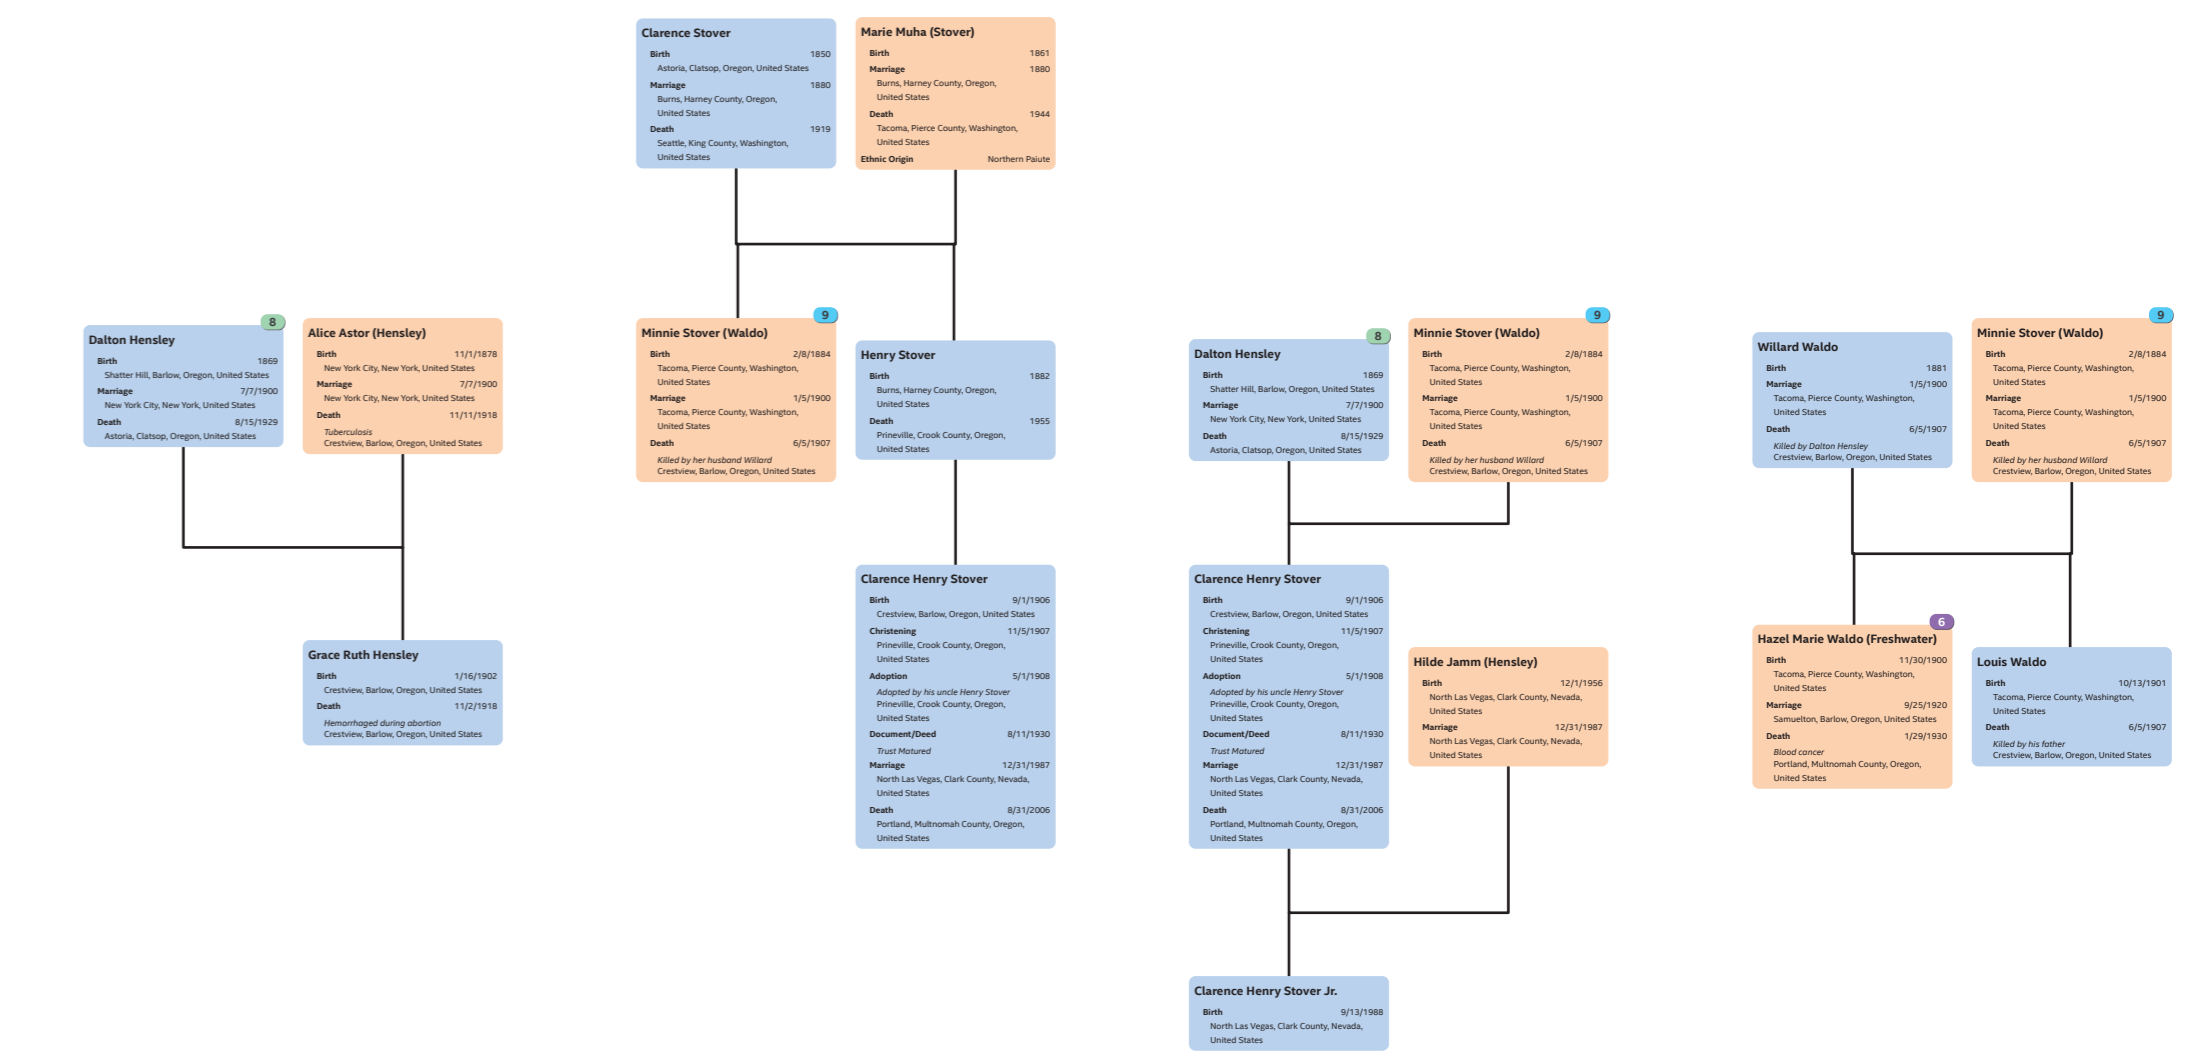 Clarence Stover
Birth 1850
Astoria, Clatsop, Oregon, United States
Marriage 1880
Burns, Harney County, Oregon,
United States
Death 1919
Seattle, King County, Washington,
United States
Marie Muha (Stover)
Birth 1861
Marriage 1880
Burns, Harney County, Oregon,
United States
Death 1944
Tacoma, Pierce County, Washington,
United States
Ethnic Origin Northern Paiute
8
Dalton Hensley
Birth 1869
Shatter Hill, Barlow, Oregon, United States
Marriage 7/7/1900
New York City, New York, United States
Death 8/15/1929
Astoria, Clatsop, Oregon, United States
Alice Astor (Hensley)
Birth 11/1/1878
New York City, New York, United States
Marriage 7/7/1900
New York City, New York, United States
Death 11/11/1918
Tuberculosis
Crestview, Barlow, Oregon, United States
9
Minnie Stover (Waldo)
Birth 2/8/1884
Tacoma, Pierce County, Washington,
United States
Marriage 1/5/1900
Tacoma, Pierce County, Washington,
United States
Death 6/5/1907
Killed by her husband Willard
Crestview, Barlow, Oregon, United States
Henry Stover
Birth 1882
Burns, Harney County, Oregon,
United States
Death 1955
Prineville, Crook County, Oregon,
United States
8
Dalton Hensley
Birth 1869
Shatter Hill, Barlow, Oregon, United States
Marriage 7/7/1900
New York City, New York, United States
Death 8/15/1929
Astoria, Clatsop, Oregon, United States
9
Minnie Stover (Waldo)
Birth 2/8/1884
Tacoma, Pierce County, Washington,
United States
Marriage 1/5/1900
Tacoma, Pierce County, Washington,
United States
Death 6/5/1907
Killed by her husband Willard
Crestview, Barlow, Oregon, United States
Willard Waldo
Birth 1881
Marriage 1/5/1900
Tacoma, Pierce County, Washington,
United States
Death 6/5/1907
Killed by Dalton Hensley
Crestview, Barlow, Oregon, United States
9
Minnie Stover (Waldo)
Birth 2/8/1884
Tacoma, Pierce County, Washington,
United States
Marriage 1/5/1900
Tacoma, Pierce County, Washington,
United States
Death 6/5/1907
Killed by her husband Willard
Crestview, Barlow, Oregon, United States
Grace Ruth Hensley
Birth 1/16/1902
Crestview, Barlow, Oregon, United States
Death 11/2/1918
Hemorrhaged during abortion
Crestview, Barlow, Oregon, United States
Clarence Henry Stover
Birth 9/1/1906
Crestview, Barlow, Oregon, United States
Christening 11/5/1907
Prineville, Crook County, Oregon,
United States
Adoption 5/1/1908
Adopted by his uncle Henry Stover
Prineville, Crook County, Oregon,
United States
Document/Deed 8/11/1930
Trust Matured
Marriage 12/31/1987
North Las Vegas, Clark County, Nevada,
United States
Death 8/31/2006
Portland, Multnomah County, Oregon,
United States
Clarence Henry Stover
Birth 9/1/1906
Crestview, Barlow, Oregon, United States
Christening 11/5/1907
Prineville, Crook County, Oregon,
United States
Adoption 5/1/1908
Adopted by his uncle Henry Stover
Prineville, Crook County, Oregon,
United States
Document/Deed 8/11/1930
Trust Matured
Marriage 12/31/1987
North Las Vegas, Clark County, Nevada,
United States
Death 8/31/2006
Portland, Multnomah County, Oregon,
United States
Hilde Jamm (Hensley)
Birth 12/1/1956
North Las Vegas, Clark County, Nevada,
United States
Marriage 12/31/1987
North Las Vegas, Clark County, Nevada,
United States
6
Hazel Marie Waldo (Freshwater)
Birth 11/30/1900
Tacoma, Pierce County, Washington,
United States
Marriage 9/25/1920
Samuelton, Barlow, Oregon, United States
Death 1/29/1930
Blood cancer
Portland, Multnomah County, Oregon,
United States
Louis Waldo
Birth 10/13/1901
Tacoma, Pierce County, Washington,
United States
Death 6/5/1907
Killed by his father
Crestview, Barlow, Oregon, United States
Clarence Henry Stover Jr.
Birth 9/13/1988
North Las Vegas, Clark County, Nevada,
United States